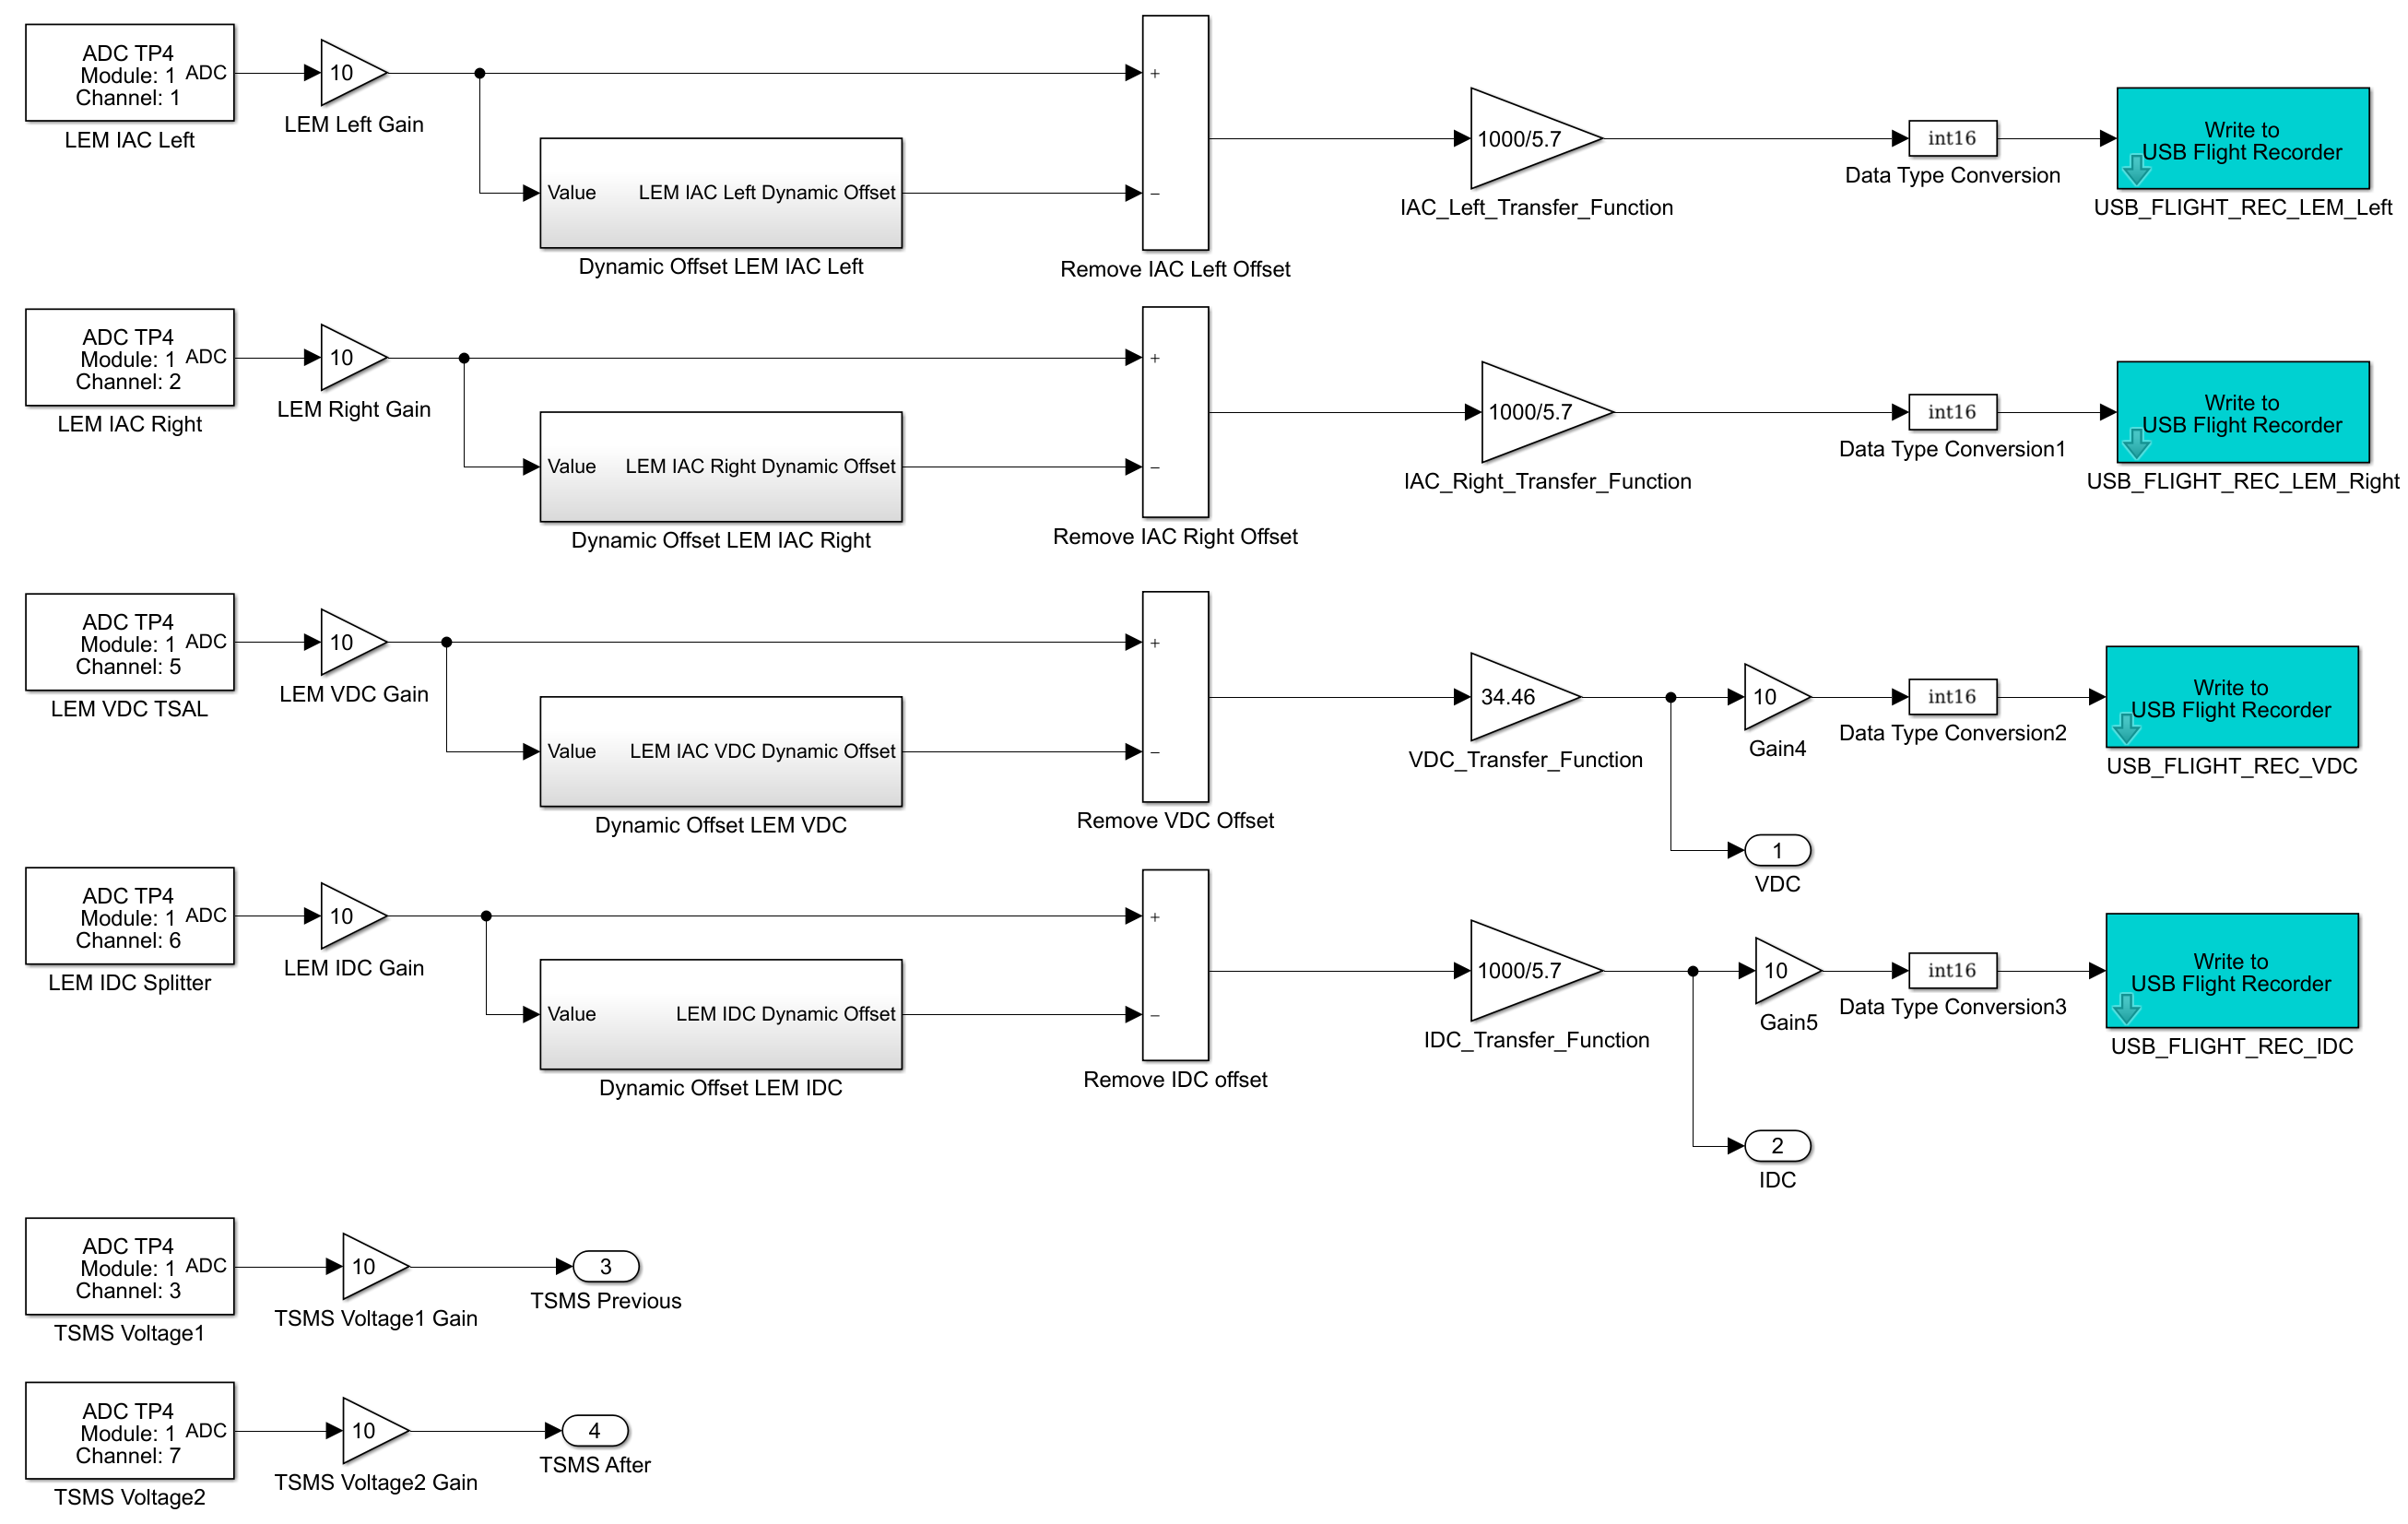 ADC TP4
Module: 1
Channel: 1
ADC
LEM IAC Left
10
LEM Left Gain
Value
LEM IAC Left Dynamic Offset
Dynamic Offset LEM IAC Left
+
−
Remove IAC Left Offset
1000/5.7
IAC_Left_Transfer_Function
int16
Data Type Conversion
Write to
USB Flight Recorder
USB_FLIGHT_REC_LEM_Left
ADC TP4
Module: 1
Channel: 2
ADC
LEM IAC Right
10
LEM Right Gain
Value
LEM IAC Right Dynamic Offset
Dynamic Offset LEM IAC Right
+
−
Remove IAC Right Offset
1000/5.7
IAC_Right_Transfer_Function
int16
Data Type Conversion1
Write to
USB Flight Recorder
USB_FLIGHT_REC_LEM_Right
ADC TP4
Module: 1
Channel: 5
ADC
LEM VDC TSAL
10
LEM VDC Gain
Value
LEM IAC VDC Dynamic Offset
Dynamic Offset LEM VDC
+
−
Remove VDC Offset
34.46
VDC_Transfer_Function
10
Gain4
int16
Data Type Conversion2
Write to
USB Flight Recorder
USB_FLIGHT_REC_VDC
1
VDC
ADC TP4
Module: 1
Channel: 6
ADC
LEM IDC Splitter
10
LEM IDC Gain
Value
LEM IDC Dynamic Offset
Dynamic Offset LEM IDC
+
−
Remove IDC offset
1000/5.7
IDC_Transfer_Function
10
Gain5
int16
Data Type Conversion3
Write to
USB Flight Recorder
USB_FLIGHT_REC_IDC
2
IDC
ADC TP4
Module: 1
Channel: 3
ADC
TSMS Voltage1
10
TSMS Voltage1 Gain
3
TSMS Previous
ADC TP4
Module: 1
Channel: 7
ADC
TSMS Voltage2
10
TSMS Voltage2 Gain
4
TSMS After